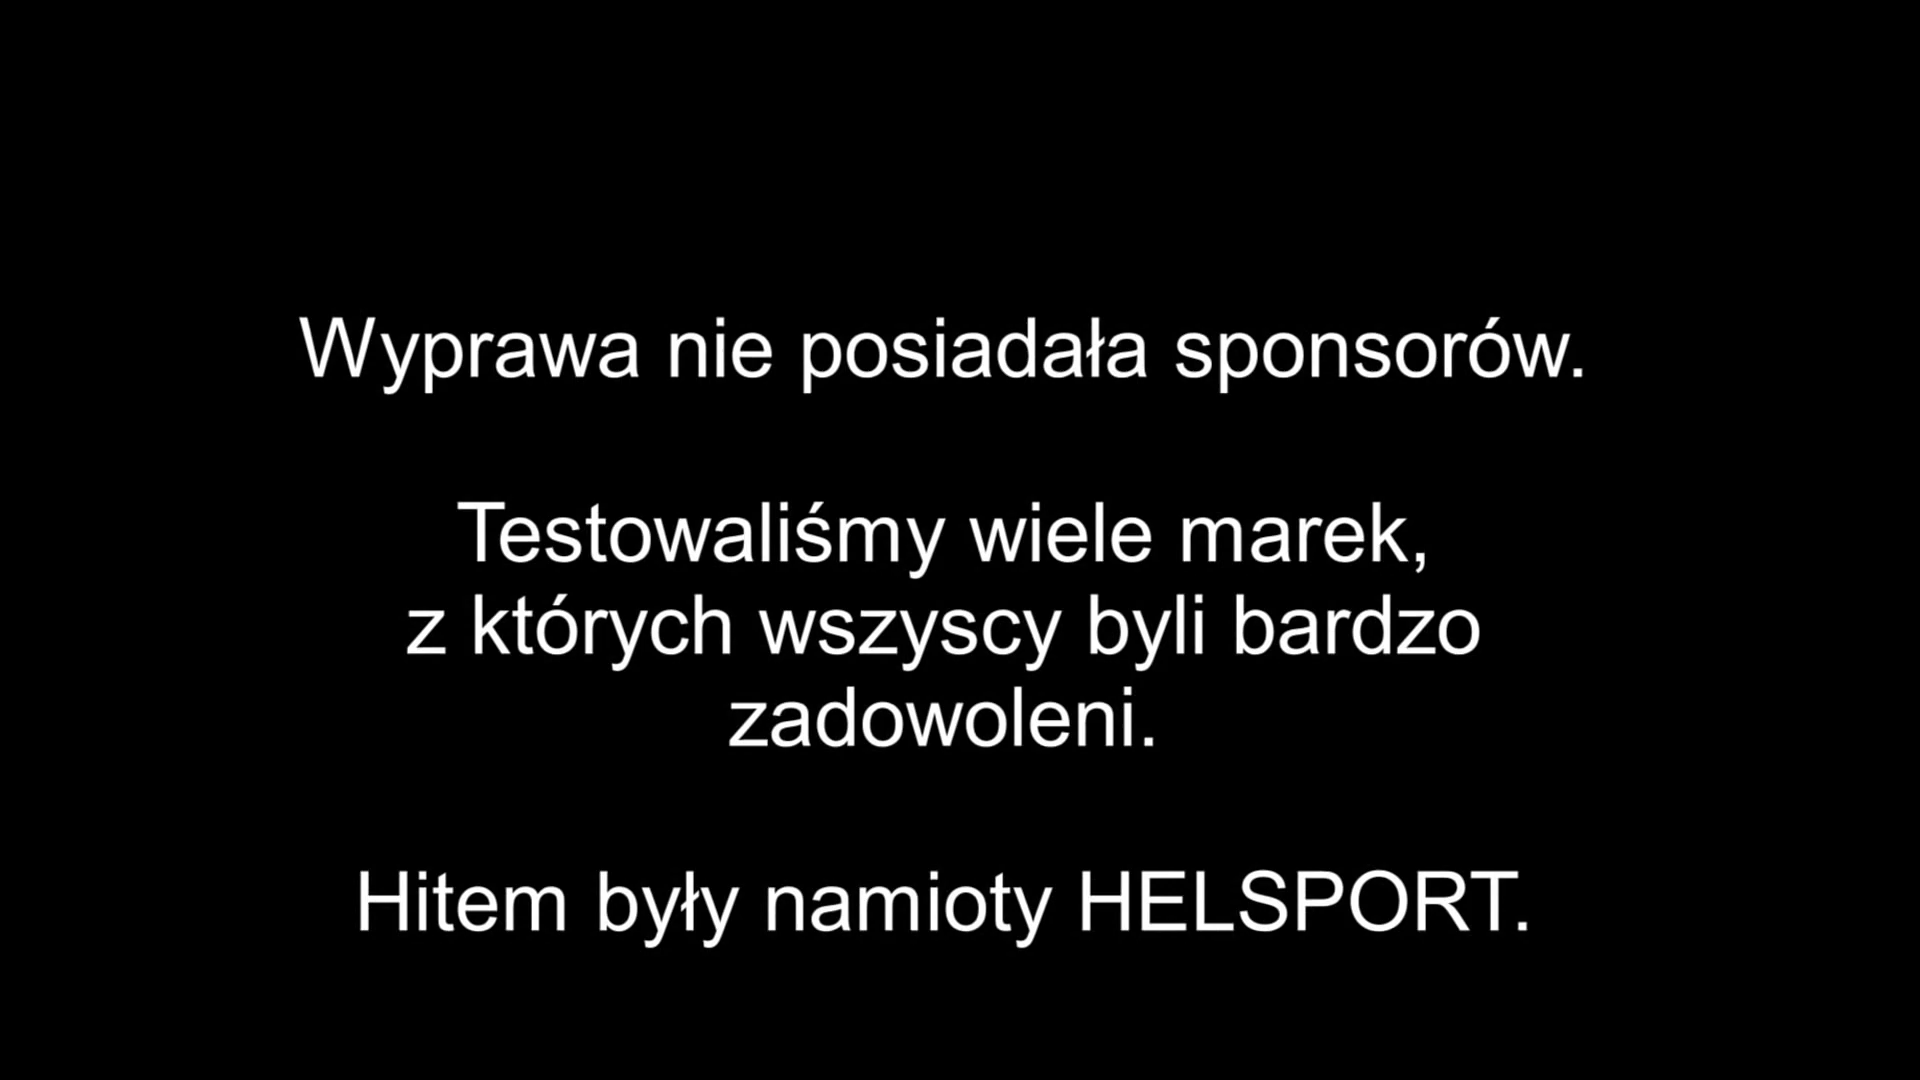 Wyprawa nie posiadała sponsorów.
Testowaliśmy wiele marek,
z których wszyscy byli bardzo
zadowoleni.
Hitem były namioty HELSPORT.